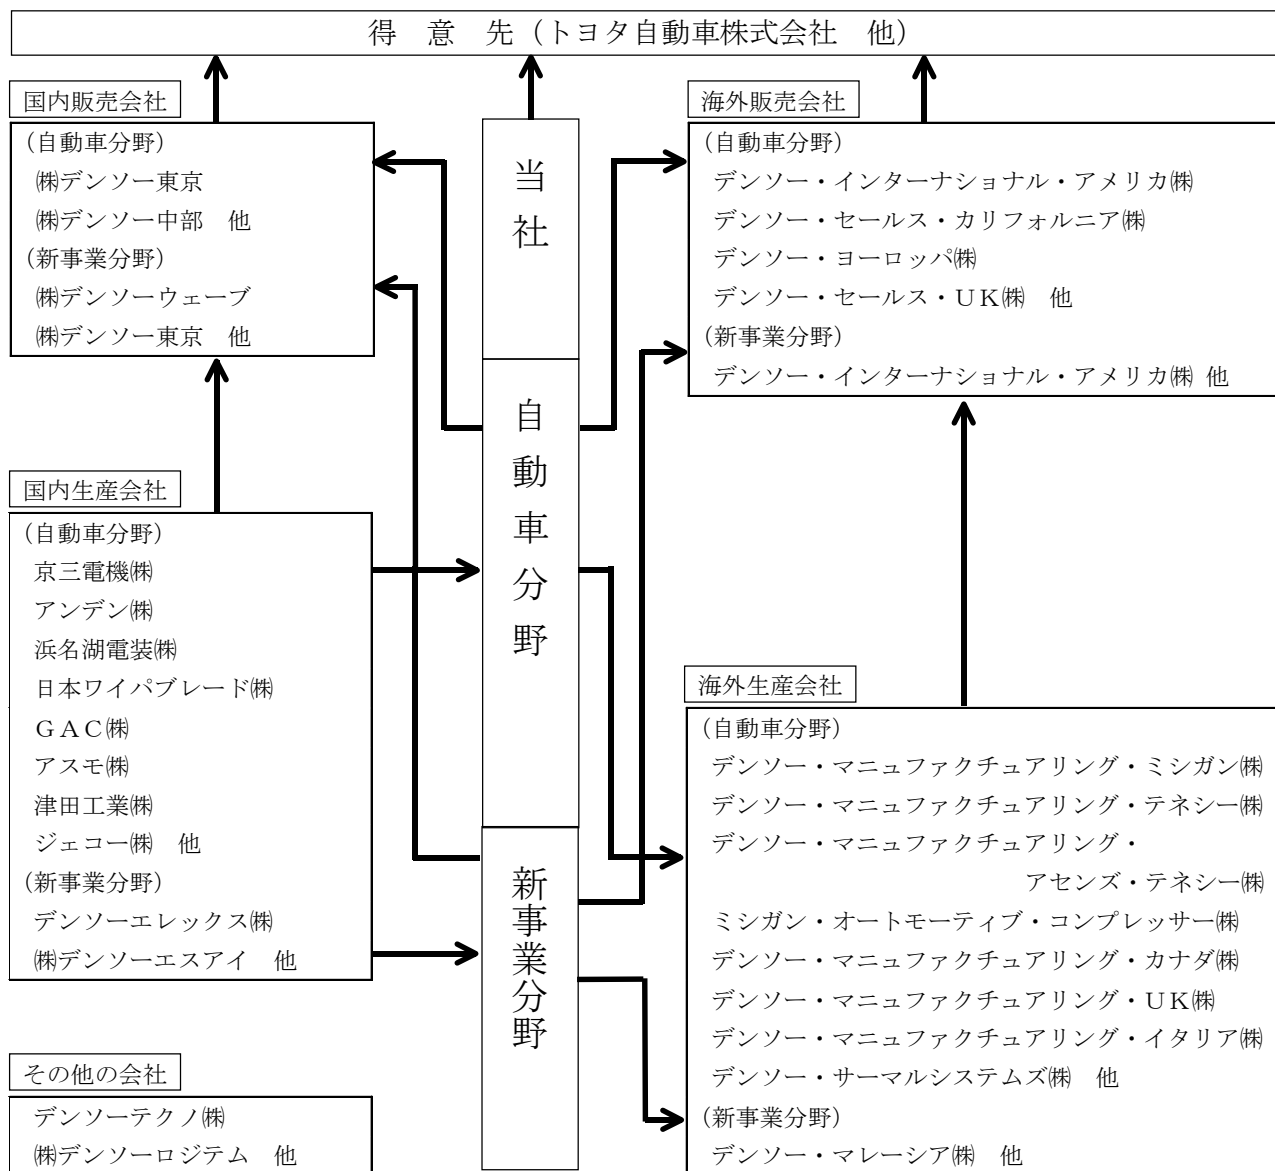 得　意　先（トヨタ自動車株式会社　他）
国内販売会社
（自動車分野）
㈱デンソー東京
㈱デンソー中部　他
（新事業分野）
㈱デンソーウェーブ
㈱デンソー東京　他
国内生産会社
（自動車分野）
京三電機㈱
アンデン㈱
浜名湖電装㈱
日本ワイパブレード㈱
ＧＡＣ㈱
アスモ㈱
津田工業㈱
ジェコー㈱　他
（新事業分野）
デンソーエレックス㈱
㈱デンソーエスアイ　他
その他の会社
デンソーテクノ㈱
㈱デンソーロジテム　他
当社
自動車分野
新事業分野
海外販売会社
（自動車分野）
デンソー・インターナショナル・アメリカ㈱
デンソー・セールス・カリフォルニア㈱
デンソー・ヨーロッパ㈱
デンソー・セールス・ＵＫ㈱　他
（新事業分野）
デンソー・インターナショナル・アメリカ㈱ 他
海外生産会社
（自動車分野）
デンソー・マニュファクチュアリング・ミシガン㈱
デンソー・マニュファクチュアリング・テネシー㈱
デンソー・マニュファクチュアリング・
アセンズ・テネシー㈱
ミシガン・オートモーティブ・コンプレッサー㈱
デンソー・マニュファクチュアリング・カナダ㈱
デンソー・マニュファクチュアリング・ＵＫ㈱
デンソー・マニュファクチュアリング・イタリア㈱
デンソー・サーマルシステムズ㈱　他
（新事業分野）
デンソー・マレーシア㈱　他